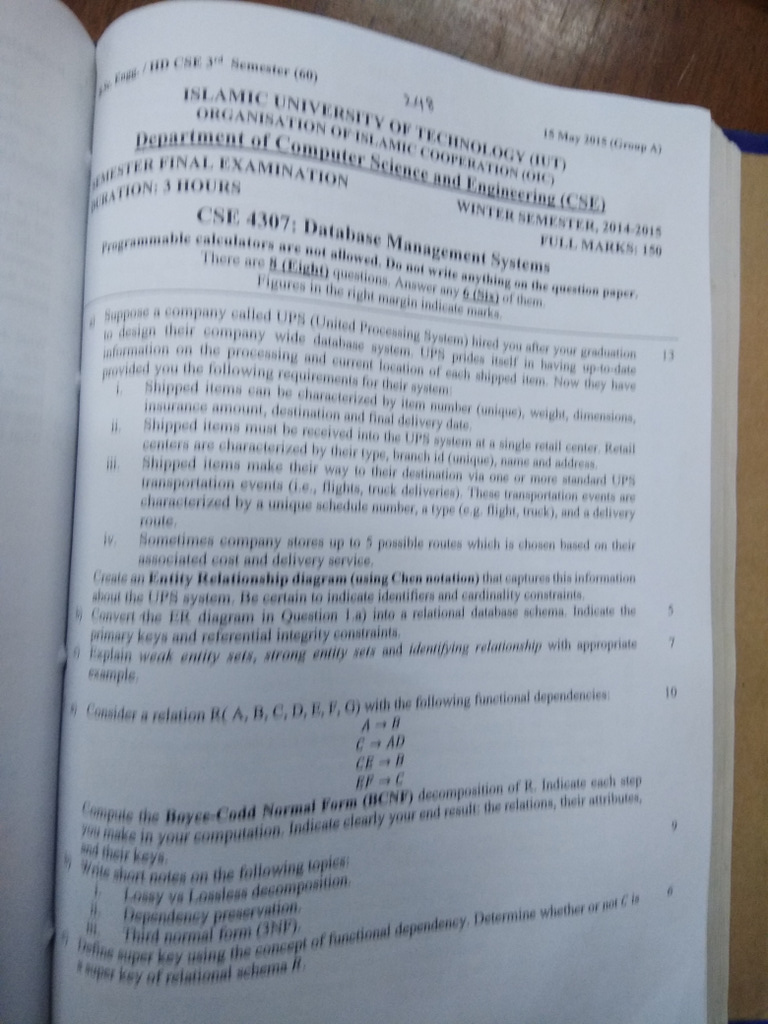 Engg. / HD CSE 3rd Semester (60)
15 May 2015 (Group A)
ISLAMIC UNIVERSITY OF TECHNOLOGY (IUT)
ORGANISATION OF ISLAMIC COOPERATION (OIC)
Department of Computer Science and Engineering (CSE)
SEMESTER FINAL EXAMINATION WINTER SEMESTER, 2014-2015
DURATION: 3 HOURS FULL MARKS: 150
CSE 4307: Database Management Systems
Programmable calculators are not allowed. Do not write anything on the question paper.
There are 8 (Eight) questions. Answer any 6 (Six) of them.
Figures in the right margin indicate marks.
a) Suppose a company called UPS (United Processing System) hired you after your graduation 13
to design their company wide database system. UPS prides itself in having up-to-date
information on the processing and current location of each shipped item. Now they have
provided you the following requirements for their system:
i. Shipped items can be characterized by item number (unique), weight, dimensions,
insurance amount, destination and final delivery date.
ii. Shipped items must be received into the UPS system at a single retail center. Retail
centers are characterized by their type, branch id (unique), name and address.
iii. Shipped items make their way to their destination via one or more standard UPS
transportation events (i.e., flights, truck deliveries). These transportation events are
characterized by a unique schedule number, a type (e.g. flight, truck), and a delivery
route.
iv. Sometimes company stores up to 5 possible routes which is chosen based on their
associated cost and delivery service.
Create an Entity Relationship diagram (using Chen notation) that captures this information
about the UPS system. Be certain to indicate identifiers and cardinality constraints.
b) Convert the ER diagram in Question 1.a) into a relational database schema. Indicate the 5
primary keys and referential integrity constraints.
c) Explain weak entity sets, strong entity sets and identifying relationship with appropriate 7
example.
a) Consider a relation R( A, B, C, D, E, F, G) with the following functional dependencies: 10
A → B
C → AD
CE → B
EF → C
Compute the Boyce-Codd Normal Form (BCNF) decomposition of R. Indicate each step
you make in your computation. Indicate clearly your end result: the relations, their attributes,
and their keys.
b) Write short notes on the following topics: 9
i. Lossy vs Lossless decomposition.
ii. Dependency preservation.
iii. Third normal form (3NF).
c) Define super key using the concept of functional dependency. Determine whether or not C is 6
a super key of relational schema R.